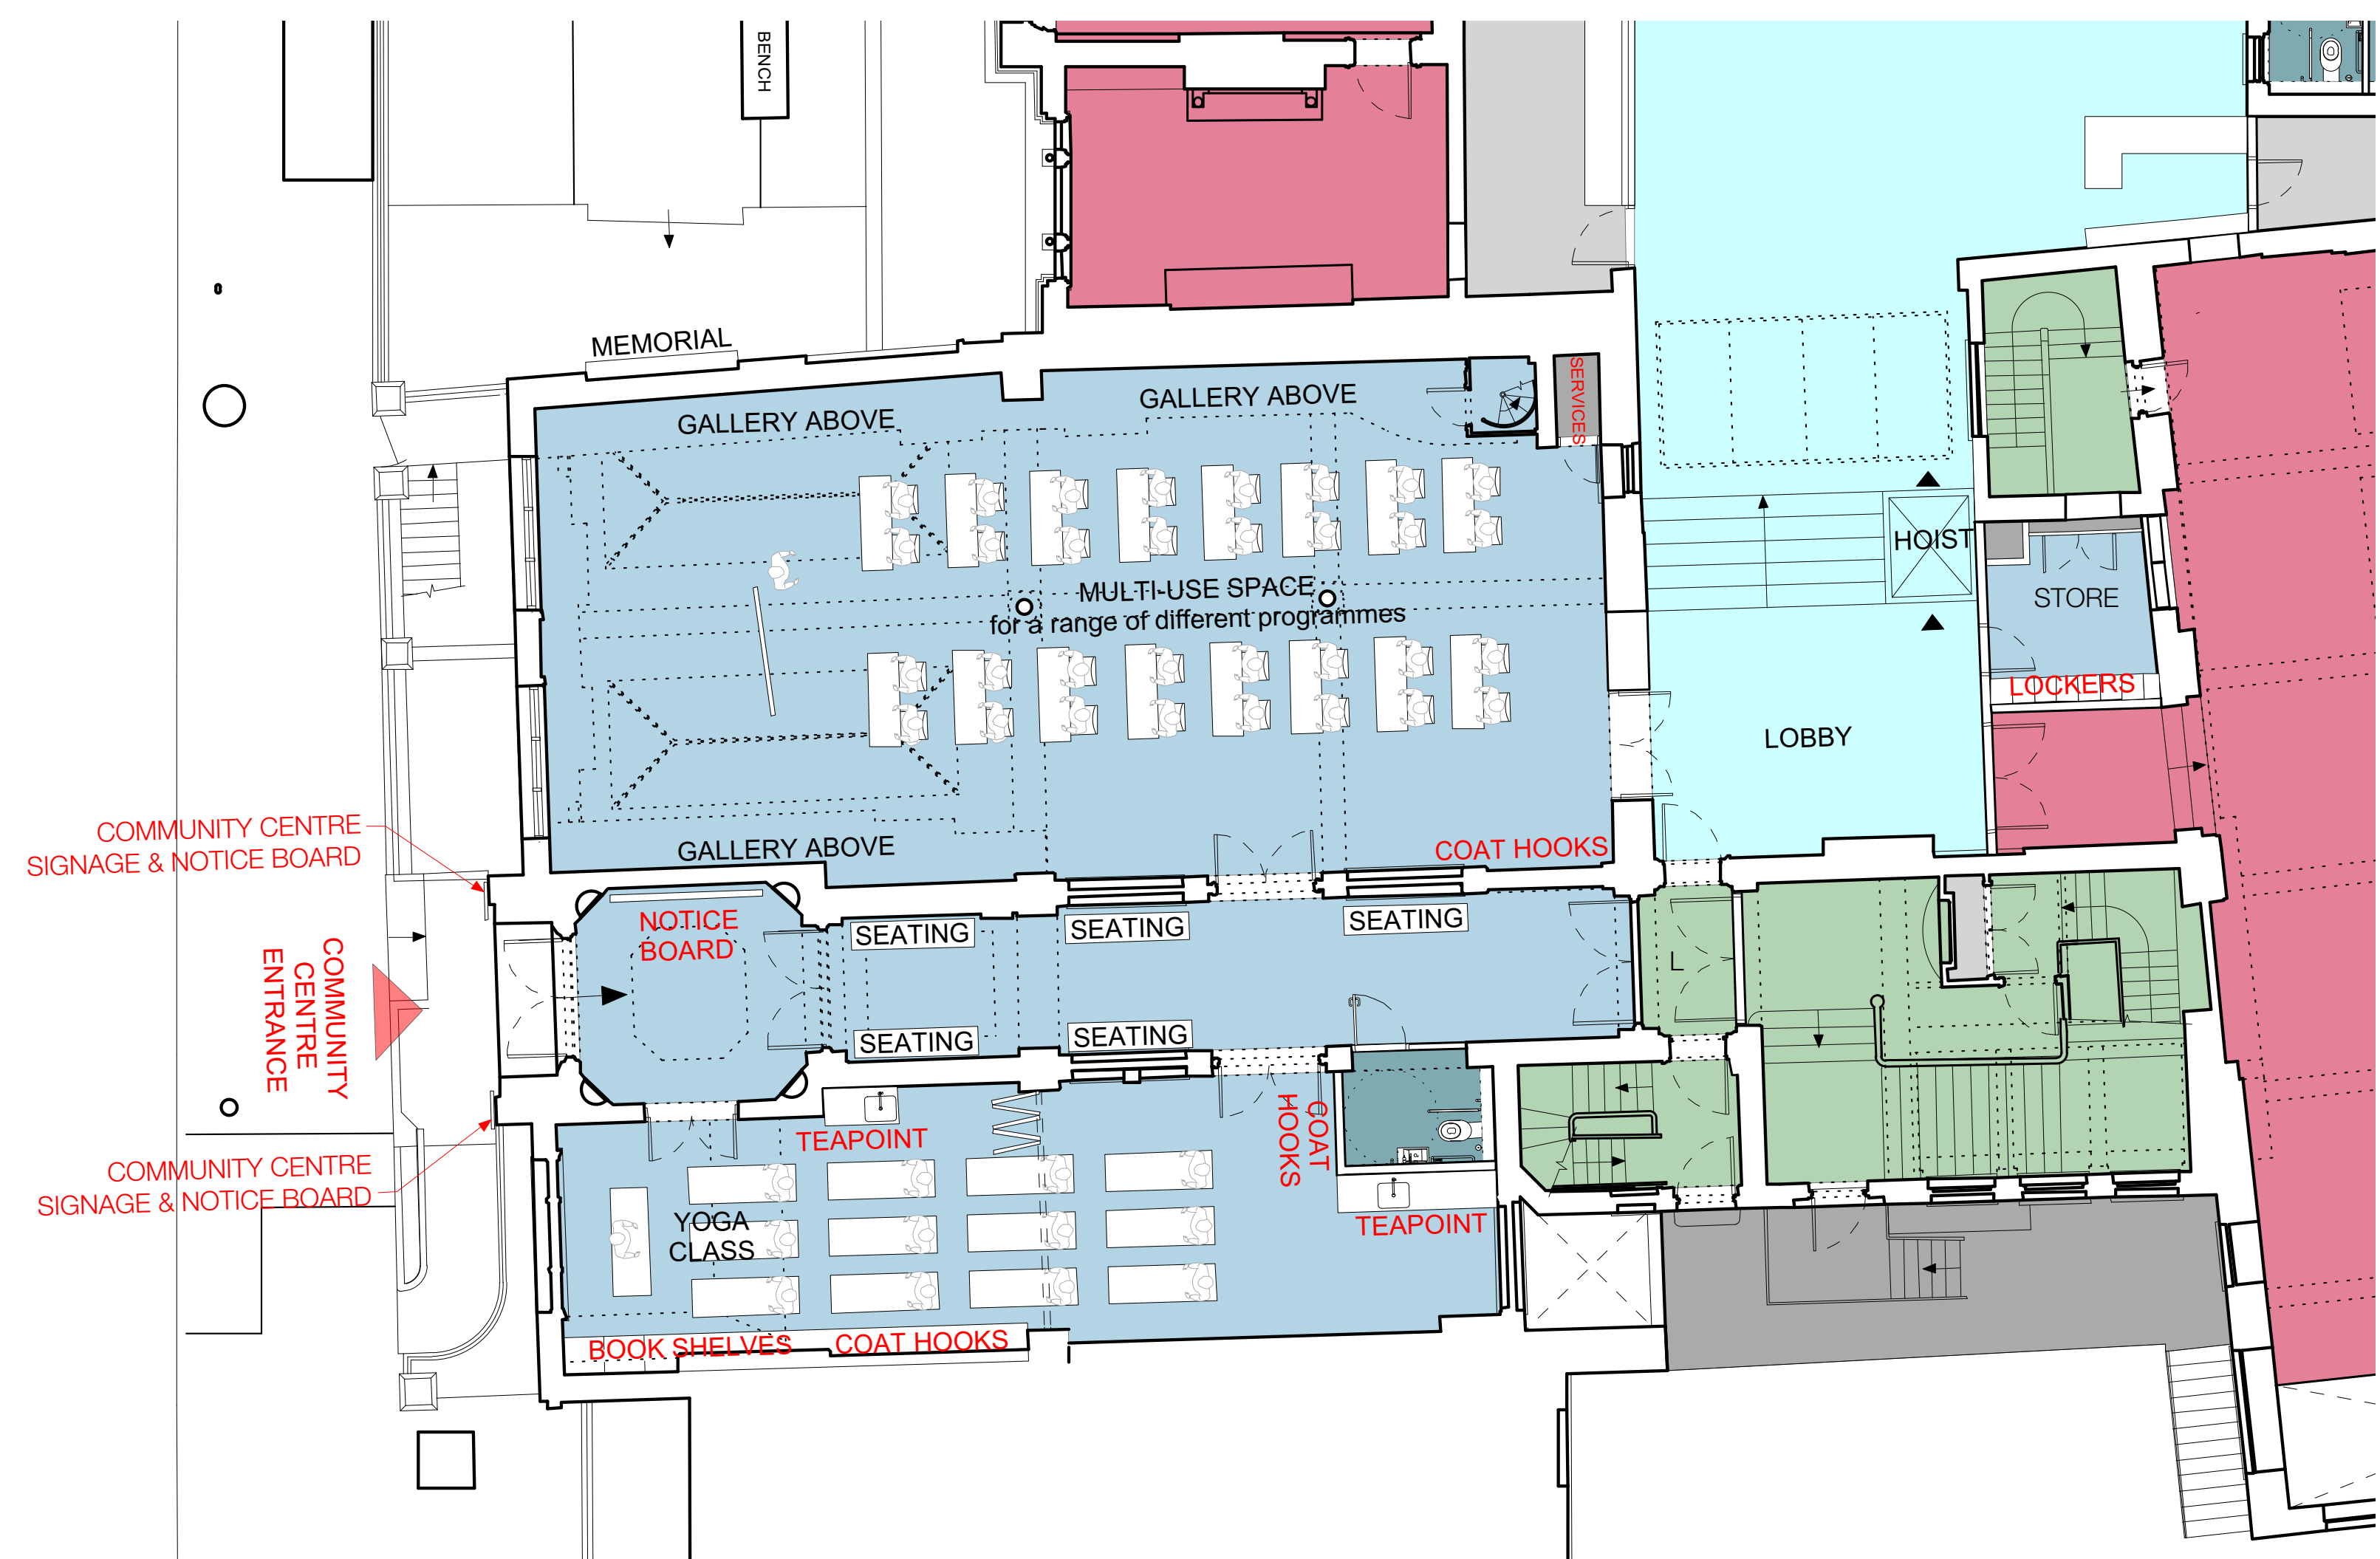 BENCH
MEMORIAL
GALLERY ABOVE
GALLERY ABOVE
SERVICES
HOIST
STORE
MULTI-USE SPACE
for a range of different programmes
LOCKERS
LOBBY
COMMUNITY CENTRE
SIGNAGE & NOTICE BOARD
GALLERY ABOVE
COAT HOOKS
NOTICE
BOARD
SEATING
SEATING
SEATING
COMMUNITY
CENTRE
ENTRANCE
L
SEATING
SEATING
TEAPOINT
COAT
HOOKS
COMMUNITY CENTRE
SIGNAGE & NOTICE BOARD
YOGA
CLASS
TEAPOINT
BOOK SHELVES
COAT HOOKS